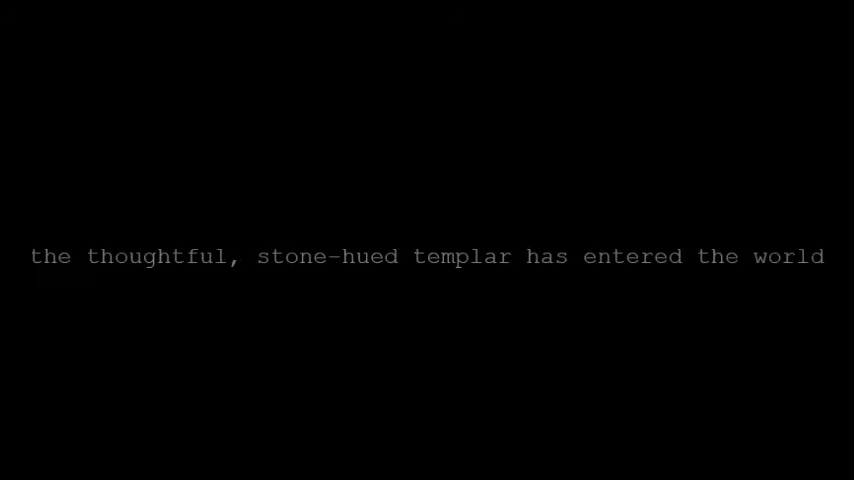 the thoughtful, stone-hued templar has entered the world